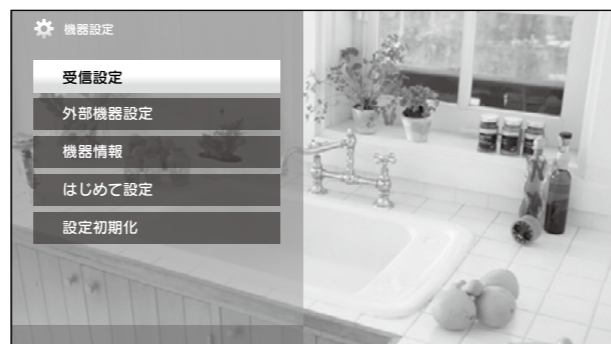 機器設定
受信設定
外部機器設定
機器情報
はじめて設定
設定初期化